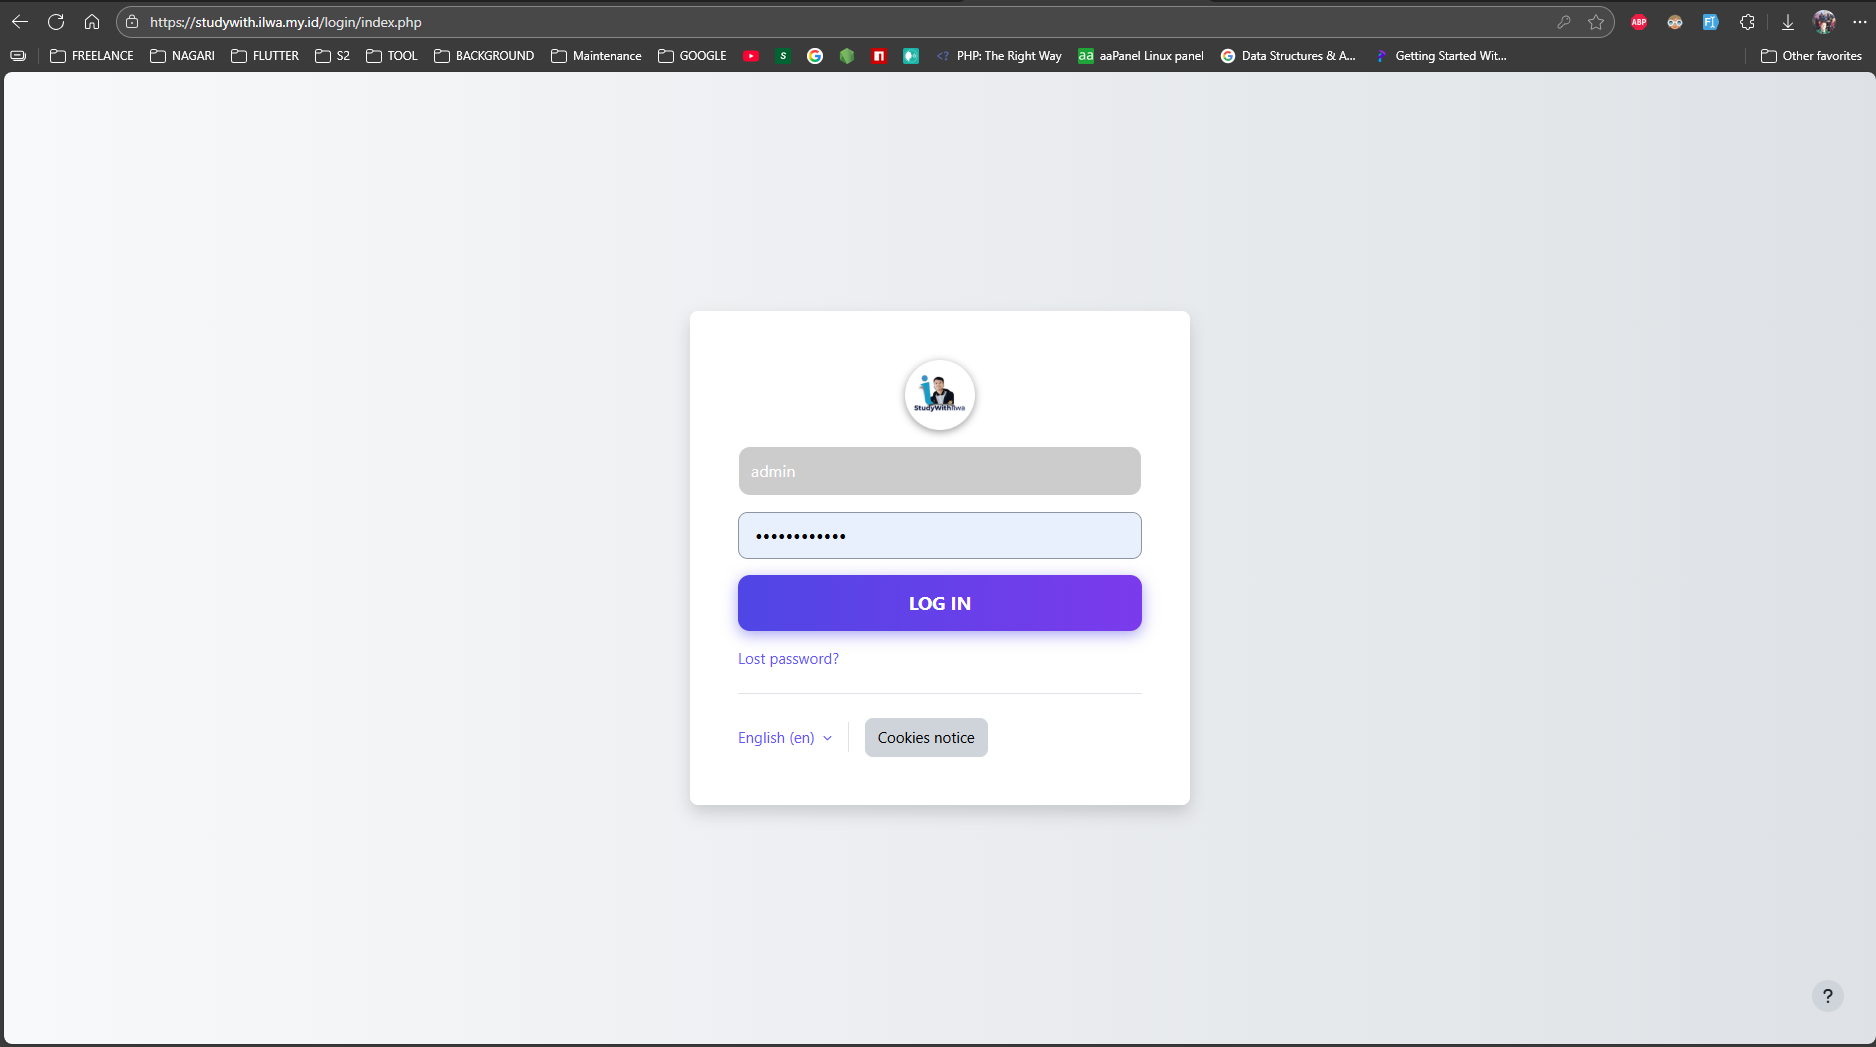 https://studywith.ilwa.my.id/login/index.php
ABP
FREELANCE NAGARI FLUTTER S2 TOOL BACKGROUND Maintenance GOOGLE S G n <? PHP: The Right Way aa aaPanel Linux panel G Data Structures & A... Getting Started Wit... Other favorites
StudyWithilwa
admin
••••••••••••
LOG IN
Lost password?
English (en) Cookies notice
?